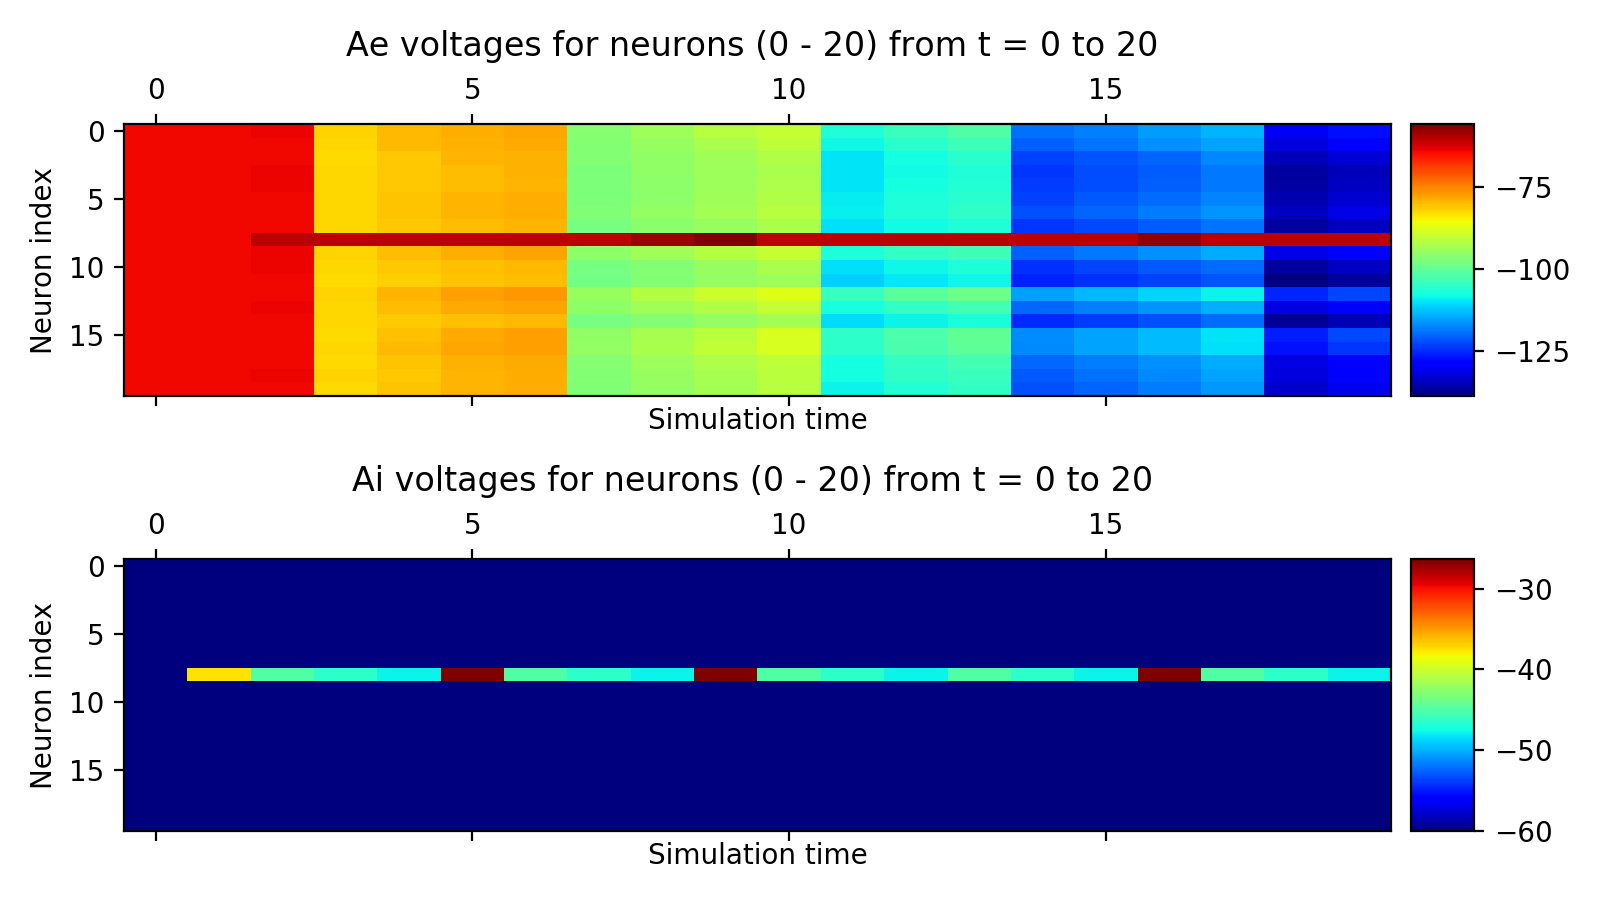 Ae voltages for neurons (0 - 20) from t = 0 to 20
0 5 10 15
Neuron index
0
5
10
15
−75
−100
−125
Simulation time
Ai voltages for neurons (0 - 20) from t = 0 to 20
0 5 10 15
Neuron index
0
5
10
15
−30
−40
−50
−60
Simulation time